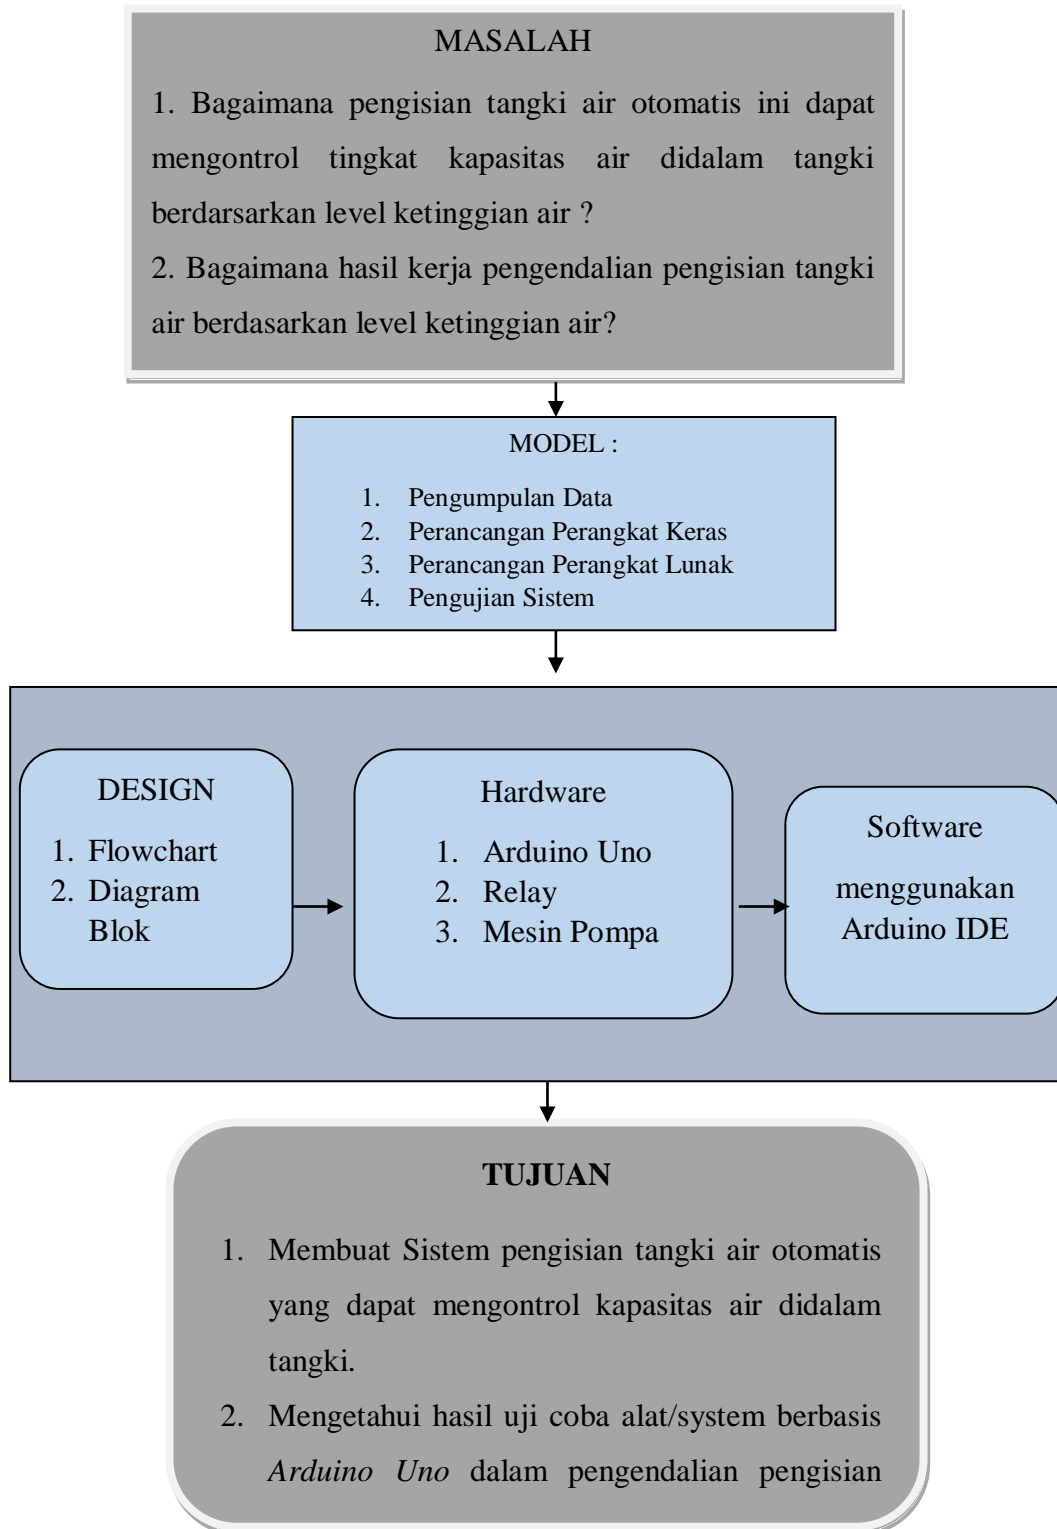 MASALAH
1. Bagaimana pengisian tangki air otomatis ini dapat
mengontrol tingkat kapasitas air didalam tangki
berdarsarkan level ketinggian air ?
2. Bagaimana hasil kerja pengendalian pengisian tangki
air berdasarkan level ketinggian air?
MODEL :
1. Pengumpulan Data
2. Perancangan Perangkat Keras
3. Perancangan Perangkat Lunak
4. Pengujian Sistem
DESIGN
1. Flowchart
2. Diagram
Blok
Hardware
1. Arduino Uno
2. Relay
3. Mesin Pompa
Software
menggunakan
Arduino IDE
TUJUAN
1. Membuat Sistem pengisian tangki air otomatis
yang dapat mengontrol kapasitas air didalam
tangki.
2. Mengetahui hasil uji coba alat/system berbasis
Arduino Uno dalam pengendalian pengisian